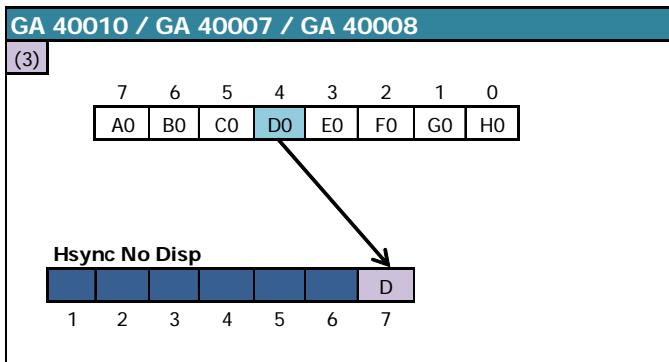 GA 40010 / GA 40007 / GA 40008
(3)
7 6 5 4 3 2 1 0
A0 B0 C0 D0 E0 F0 G0 H0
Hsync No Disp
D
1 2 3 4 5 6 7